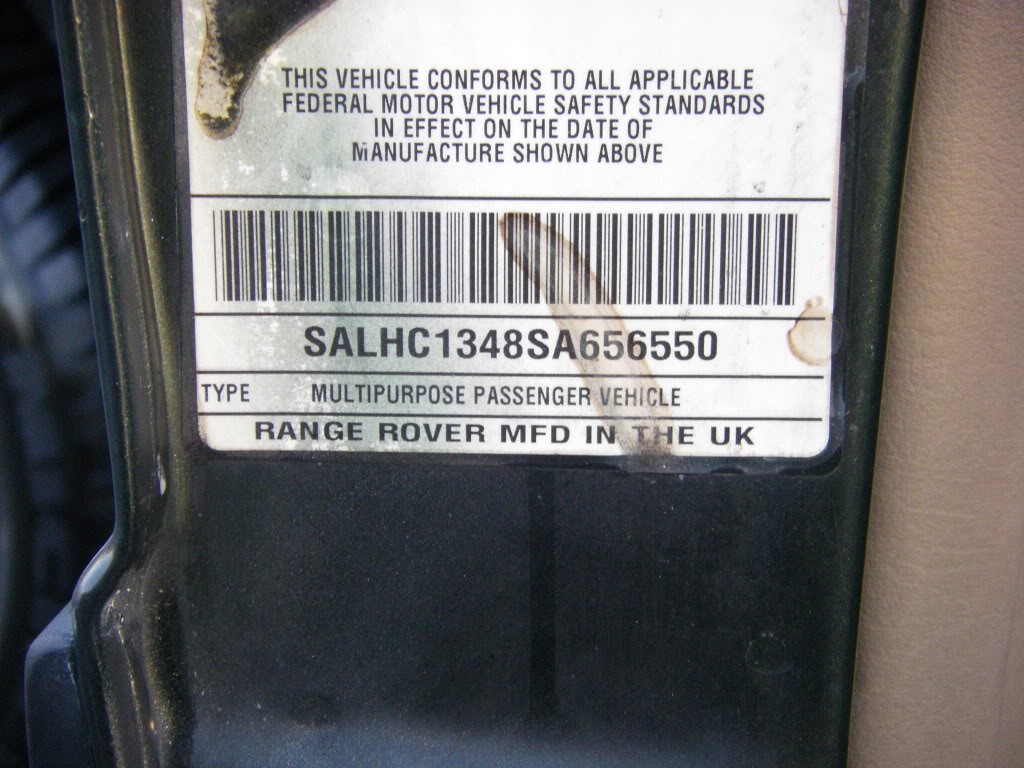 THIS VEHICLE CONFORMS TO ALL APPLICABLE
FEDERAL MOTOR VEHICLE SAFETY STANDARDS
IN EFFECT ON THE DATE OF
MANUFACTURE SHOWN ABOVE
SALHC1348SA656550
TYPE MULTIPURPOSE PASSENGER VEHICLE
RANGE ROVER MFD IN THE UK